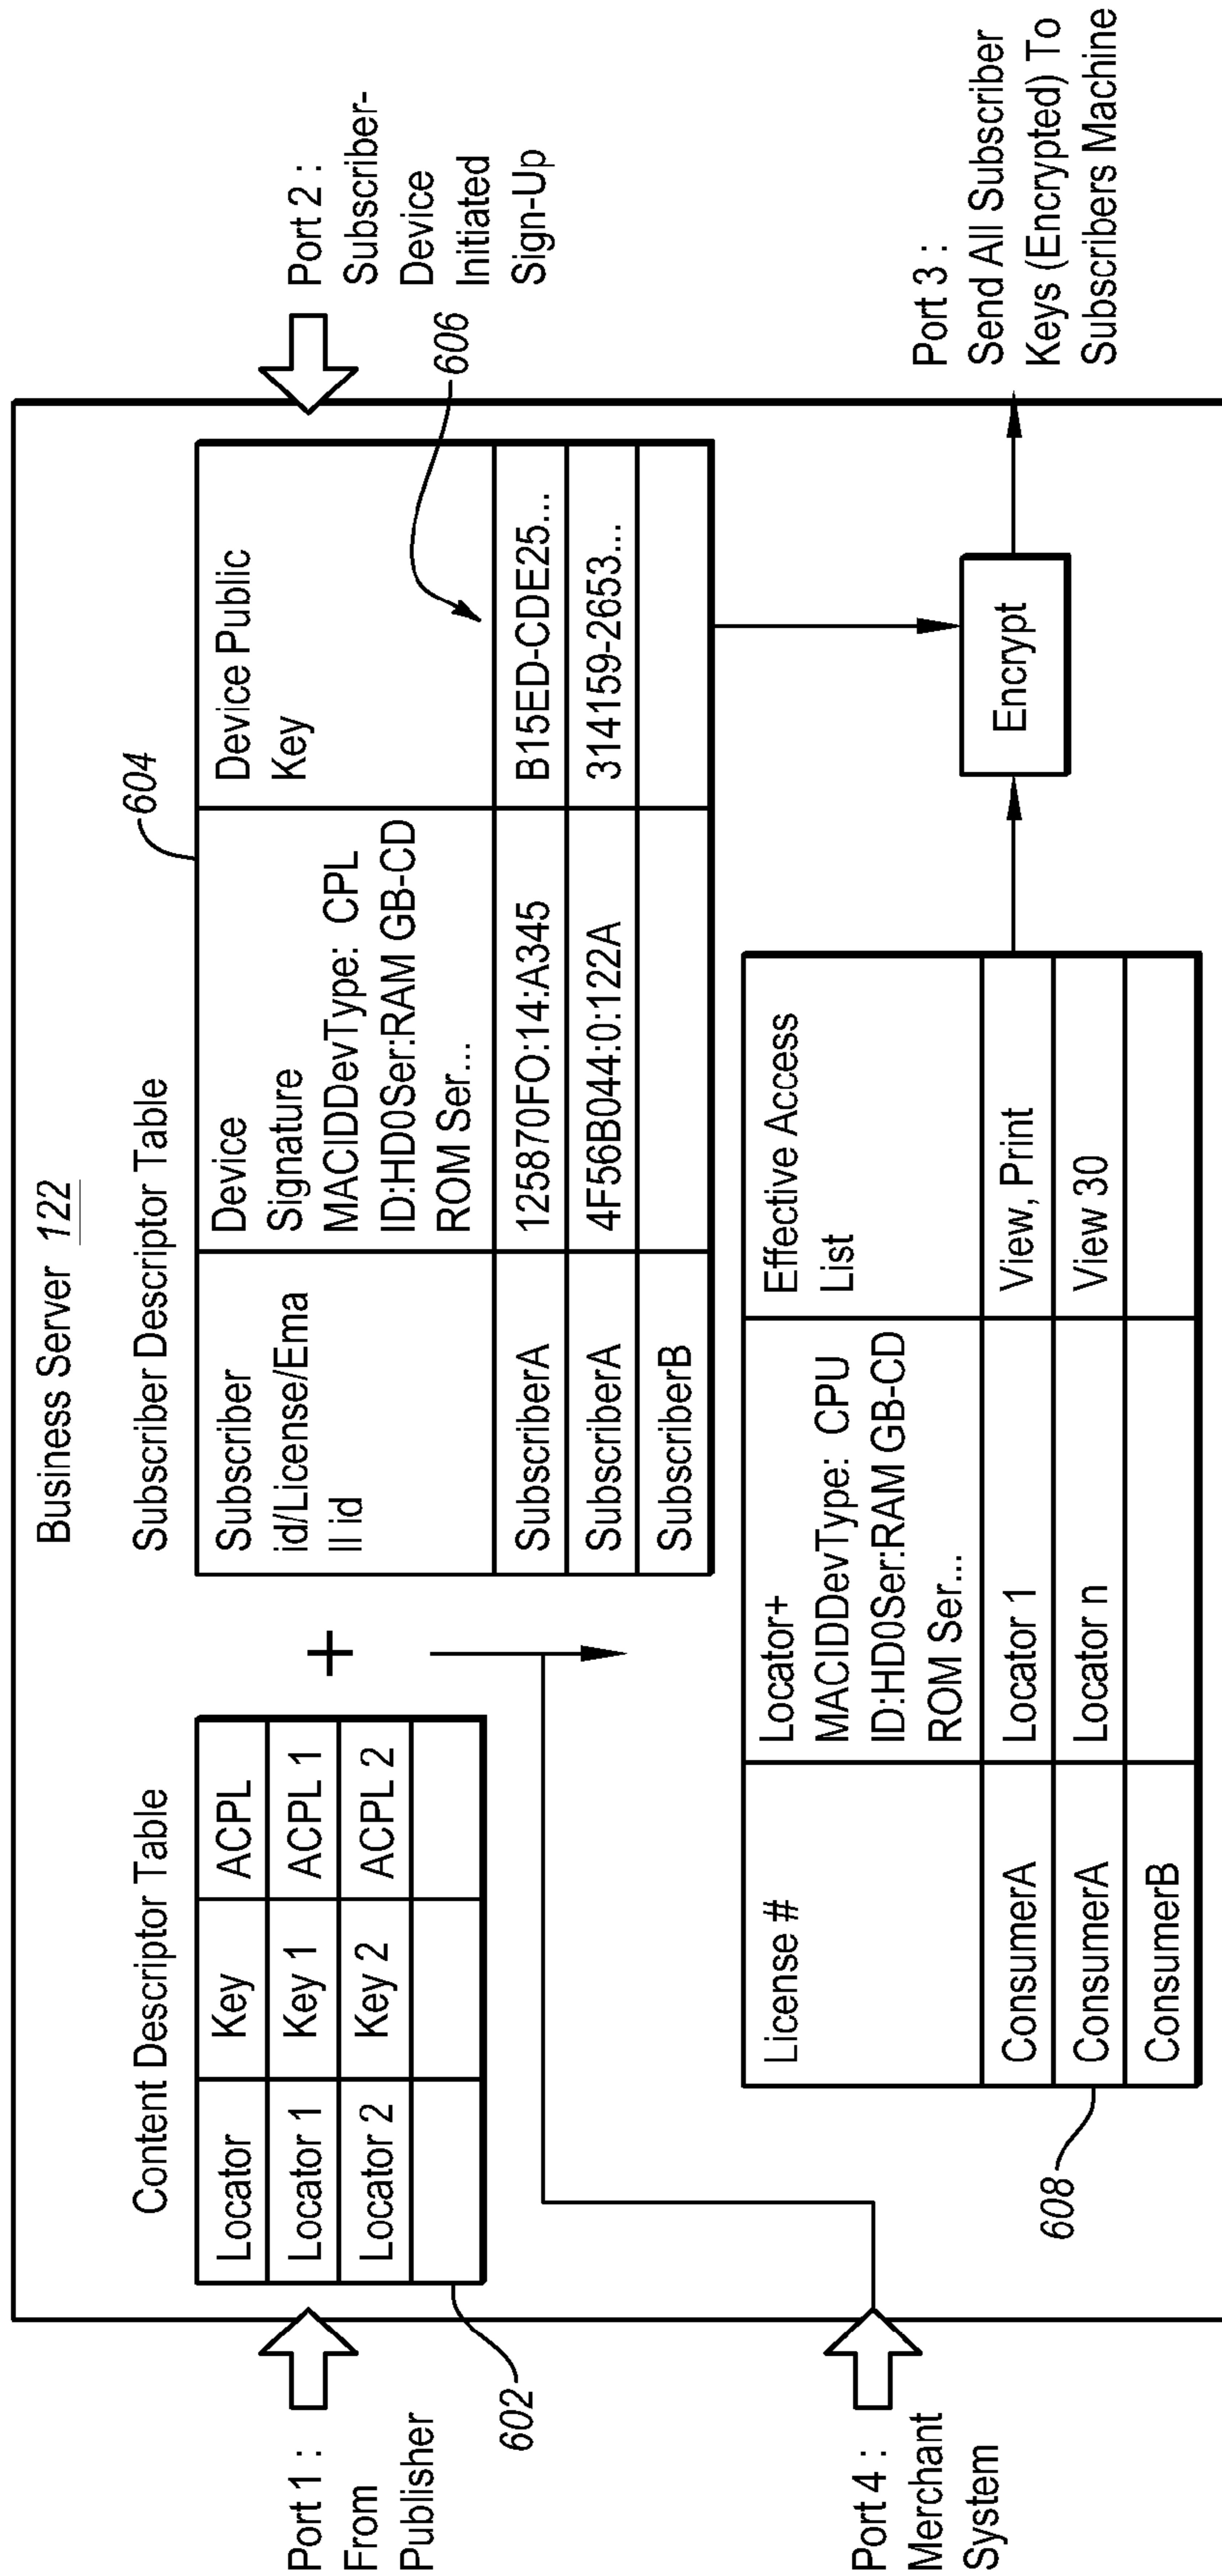 Business Server 122
Port 1 :
From
Publisher
602
Content Descriptor Table
Locator Key ACPL
Locator 1 Key 1 ACPL 1
Locator 2 Key 2 ACPL 2
+
Subscriber Descriptor Table
604
Subscriber
id/License/Ema
ll id
Device
Signature
MACIDDevType: CPL
ID:HD0Ser:RAM GB-CD
ROM Ser...
Device Public
Key
SubscriberA 125870FO:14:A345 B15ED-CDE25...
SubscriberA 4F56B044:0:122A 314159-2653...
SubscriberB
Port 2 :
Subscriber-
Device
Initiated
Sign-Up
606
Port 4 :
Merchant
System
License #
Locator+
MACIDDevType: CPU
ID:HD0Ser:RAM GB-CD
ROM Ser...
Effective Access
List
ConsumerA Locator 1 View, Print
ConsumerA Locator n View 30
ConsumerB
608
Encrypt
Port 3 :
Send All Subscriber
Keys (Encrypted) To
Subscribers Machine